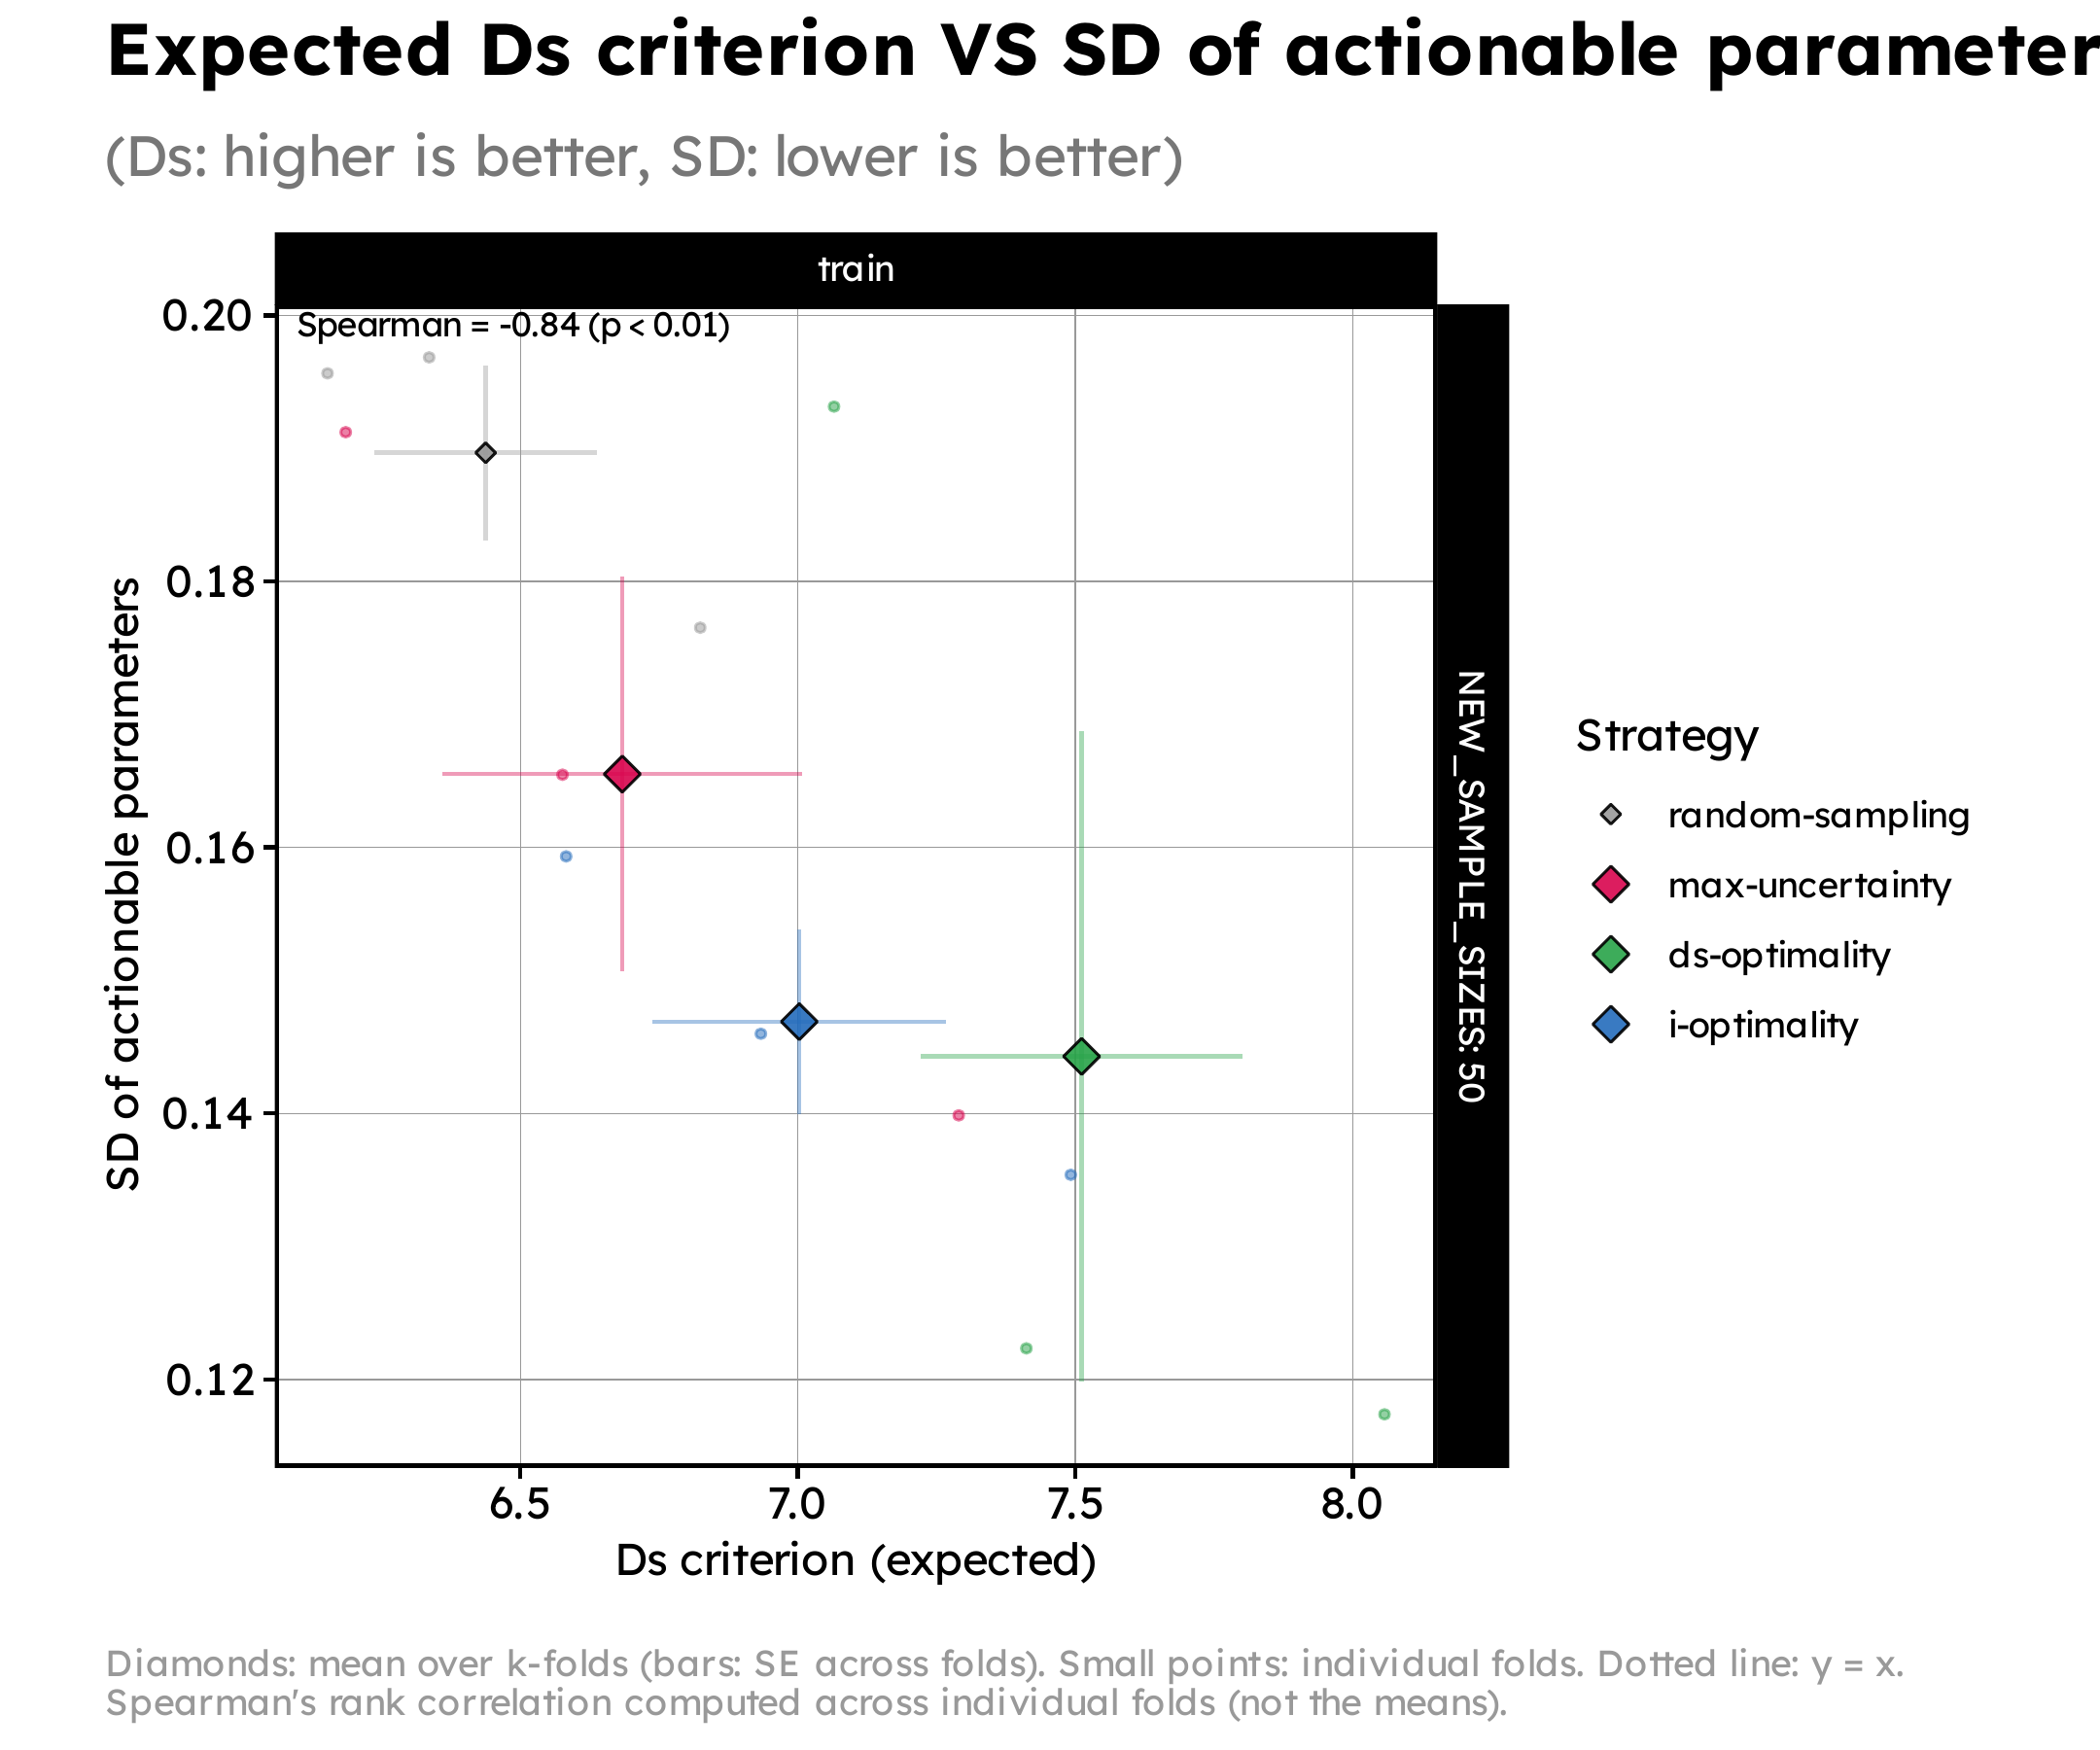 Expected Ds criterion VS SD of actionable parameter
(Ds: higher is better, SD: lower is better)
train
Spearman = -0.84 (p < 0.01)
0.20
0.18
0.16
0.14
0.12
SD of actionable parameters
6.5 7.0 7.5 8.0
Ds criterion (expected)
NEW_SAMPLE_SIZES: 50
Strategy
random-sampling
max-uncertainty
ds-optimality
i-optimality
Diamonds: mean over k-folds (bars: SE across folds). Small points: individual folds. Dotted line: y = x.
Spearman's rank correlation computed across individual folds (not the means).